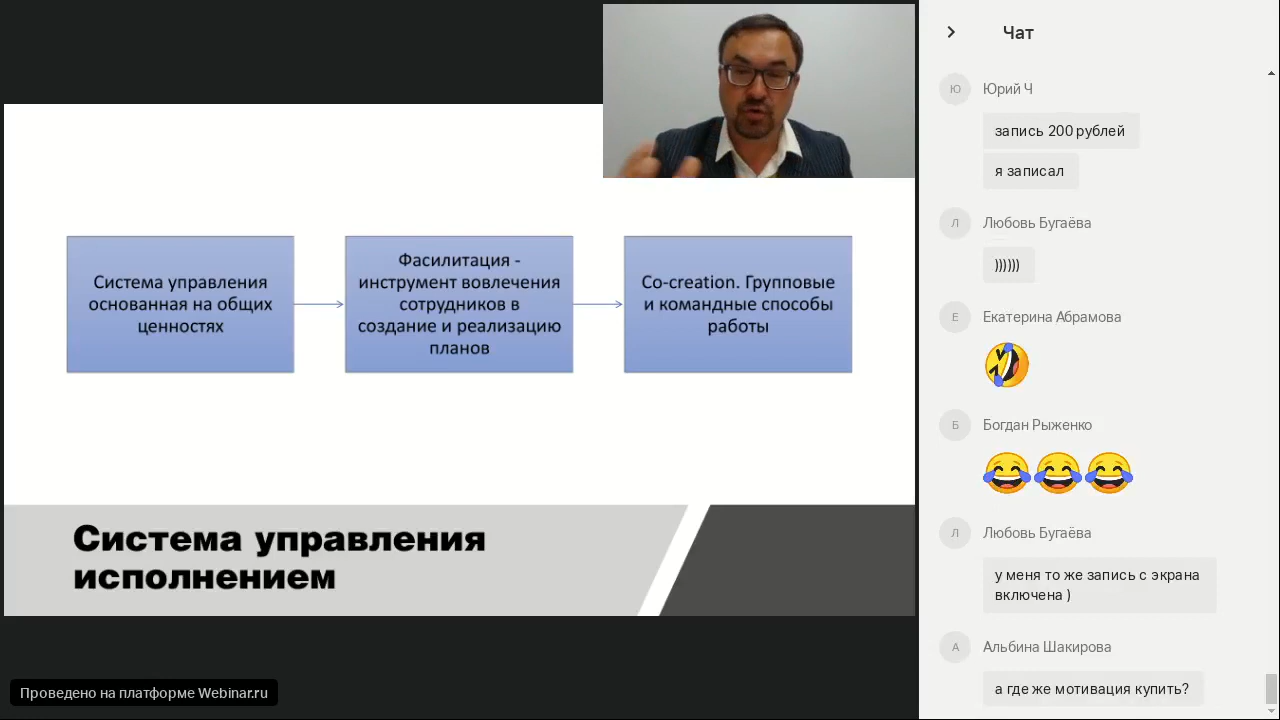 Система управления
основанная на общих
ценностях
Фасилитация -
инструмент вовлечения
сотрудников в
создание и реализацию
планов
Co-creation. Групповые
и командные способы
работы
Система управления
исполнением
Проведено на платформе Webinar.ru
Чат
Ю
Юрий Ч
запись 200 рублей
я записал
Л
Любовь Бугаёва
))))))
Е
Екатерина Абрамова
Б
Богдан Рыженко
Л
Любовь Бугаёва
у меня то же запись с экрана
включена )
А
Альбина Шакирова
а где же мотивация купить?